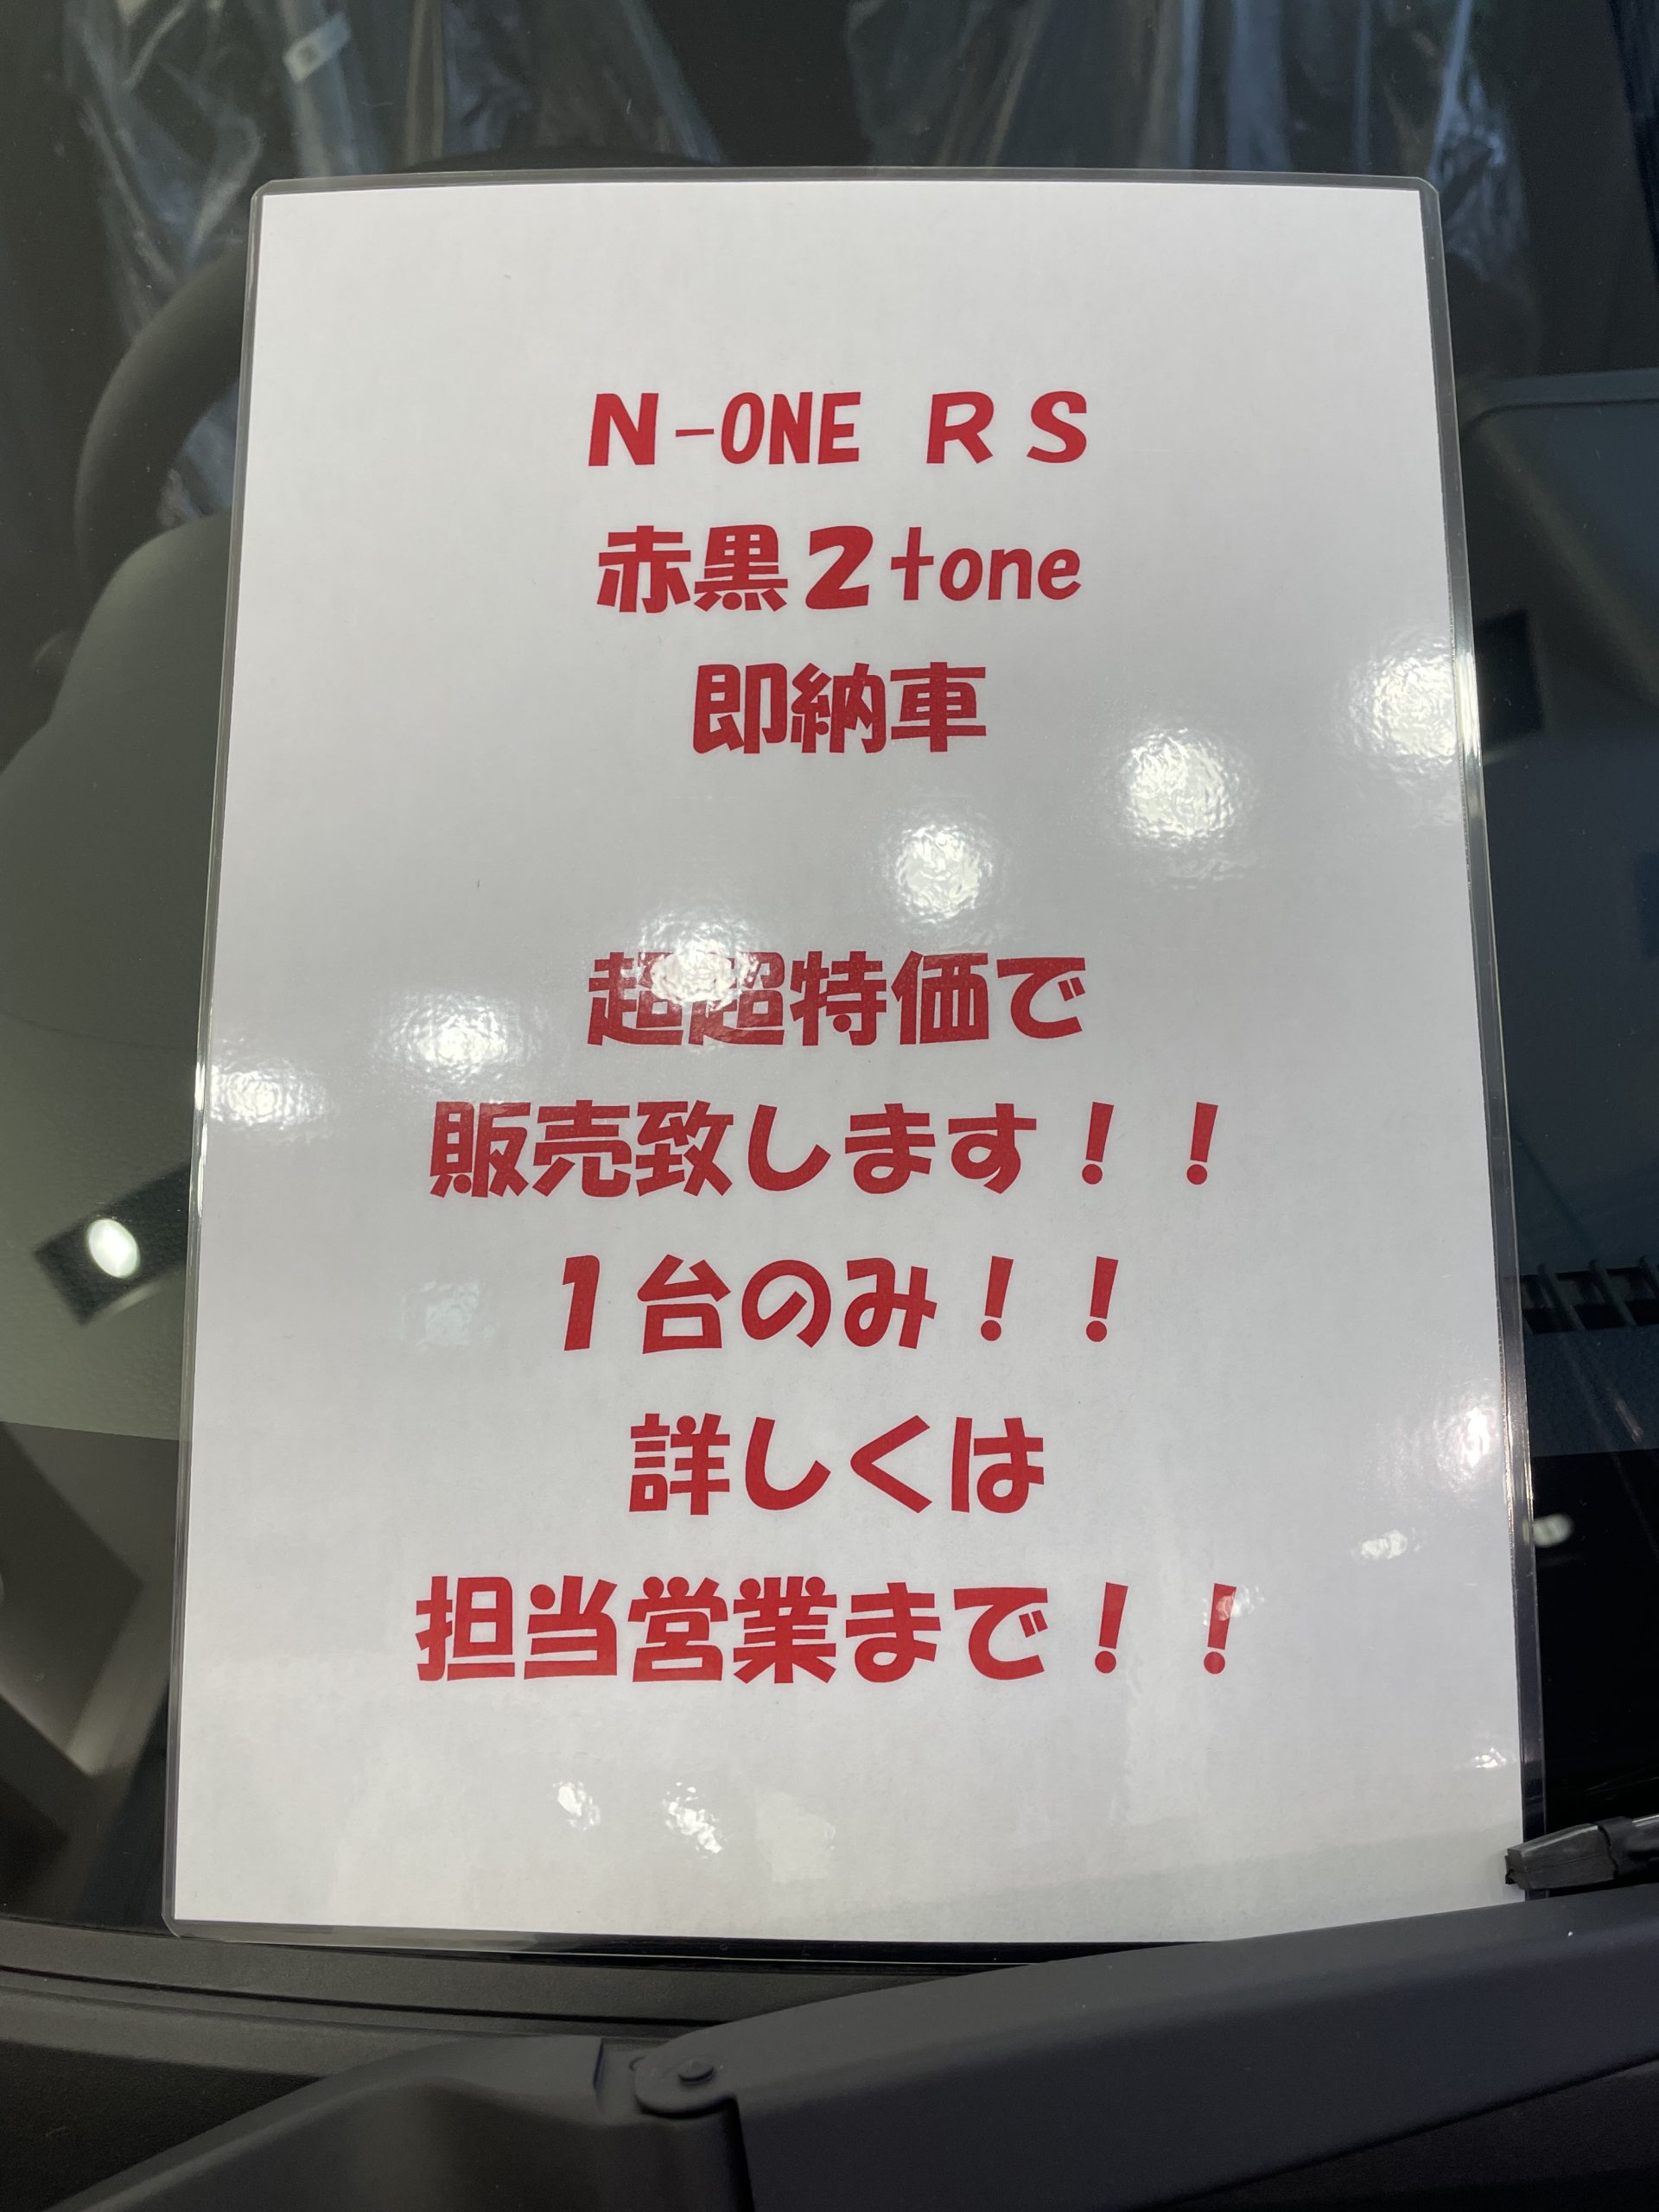 N-ONE RS
赤黒2tone
即納車
超超特価で
販売致します！！
1台のみ！！
詳しくは
担当営業まで！！